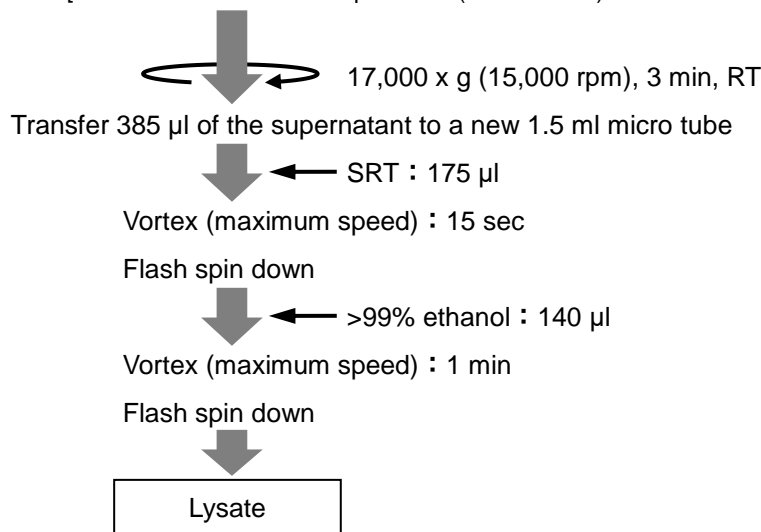 17,000 x g (15,000 rpm), 3 min, RT
Transfer 385 µl of the supernatant to a new 1.5 ml micro tube
SRT：175 µl
Vortex (maximum speed)：15 sec
Flash spin down
>99% ethanol：140 µl
Vortex (maximum speed)：1 min
Flash spin down
Lysate